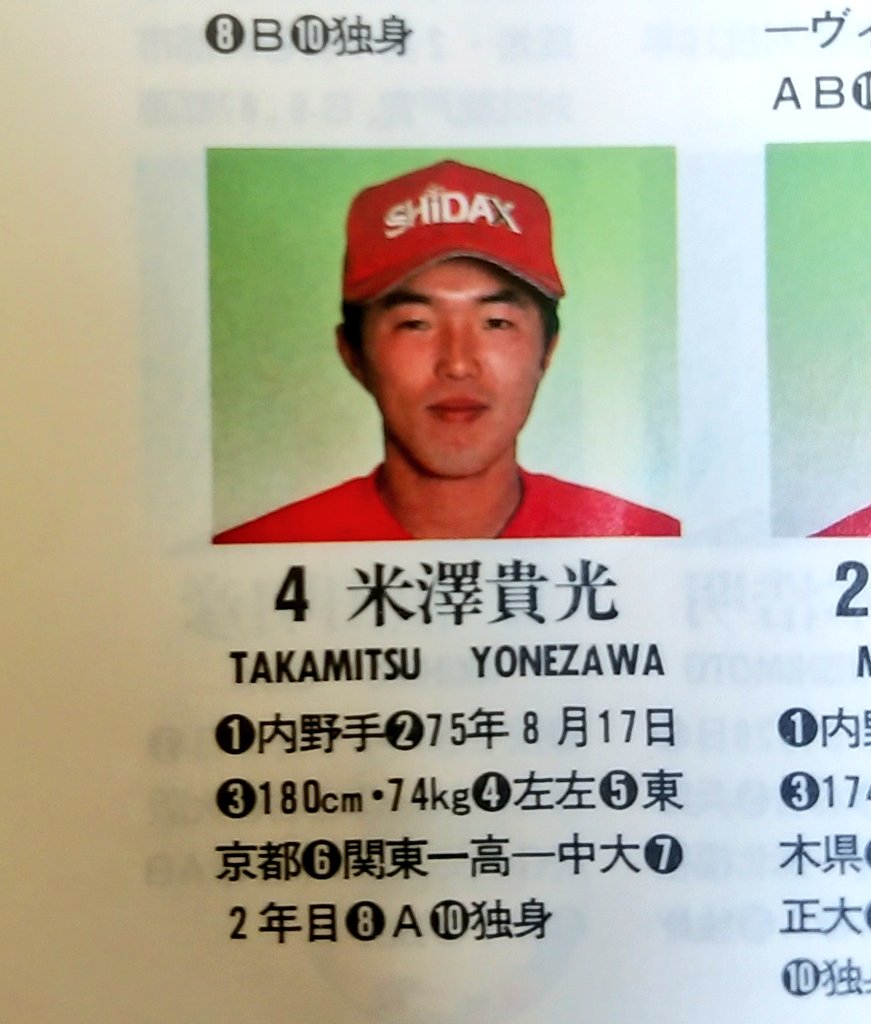 ❽B❿独身
ーヴィ
AB
SHiDAX
4 米澤貴光
TAKAMITSU YONEZAWA
❶内野手❷75年8月17日
❸180cm・74kg❹左左❺東
京都❻関東一高―中大❼
2年目❽A❿独身
2
M
❶内野
❸174
木県
正大
❿独身